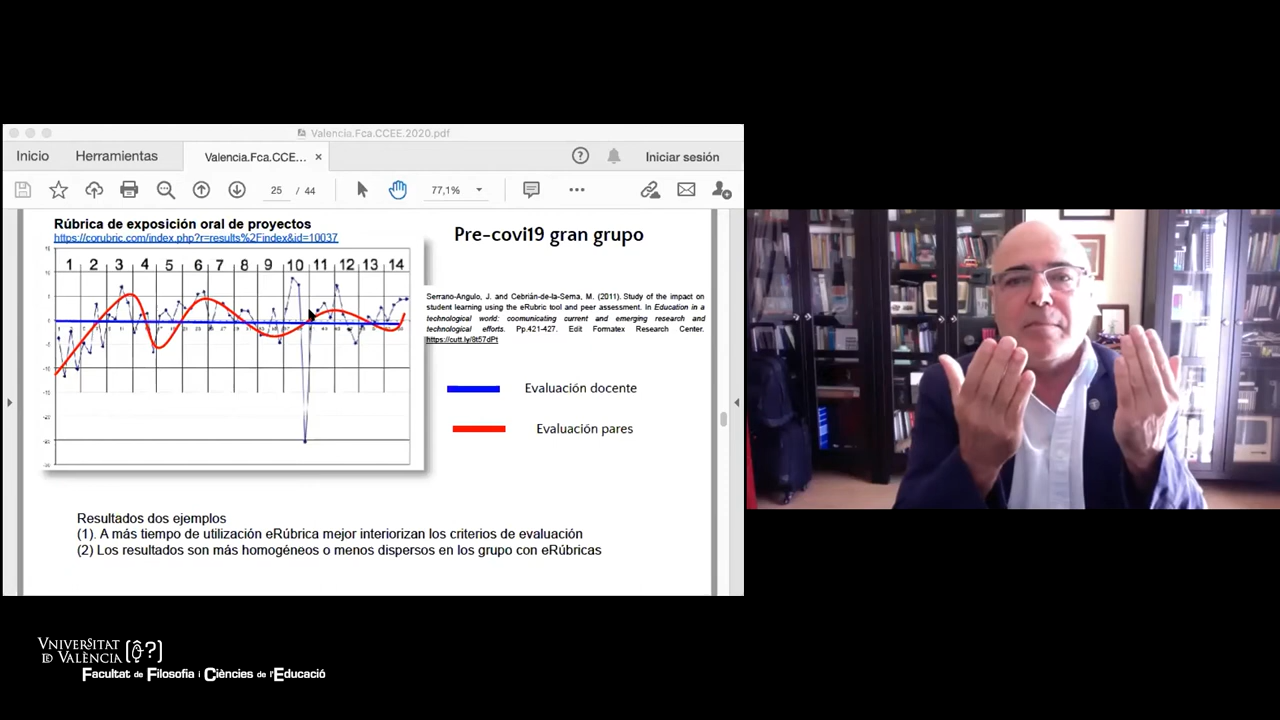 Valencia.Fca.CCEE.2020.pdf
Inicio
Herramientas
Valencia.Fca.CCE...
Iniciar sesión
25 / 44
77,1%
Rúbrica de exposición oral de proyectos
https://corubric.com/index.php?r=results%2Findex&id=10037
Pre-covi19 gran grupo
1 2 3 4 5 6 7 8 9 10 11 12 13 14
Serrano-Angulo, J. and Cebrián-de-la-Serna, M. (2011). Study of the impact on
student learning using the eRubric tool and peer assessment. In Education in a
technological world: coomunicating current and emerging research and
technological efforts. Pp.421-427. Edit Formatex Research Center.
https://cutt.ly/8t57dPt
Evaluación docente
Evaluación pares
Resultados dos ejemplos
(1). A más tiempo de utilización eRúbrica mejor interiorizan los criterios de evaluación
(2) Los resultados son más homogéneos o menos dispersos en los grupo con eRúbricas
VNIVERSITAT
DE VALÈNCIA
Facultat de Filosofia i Ciències de l'Educació